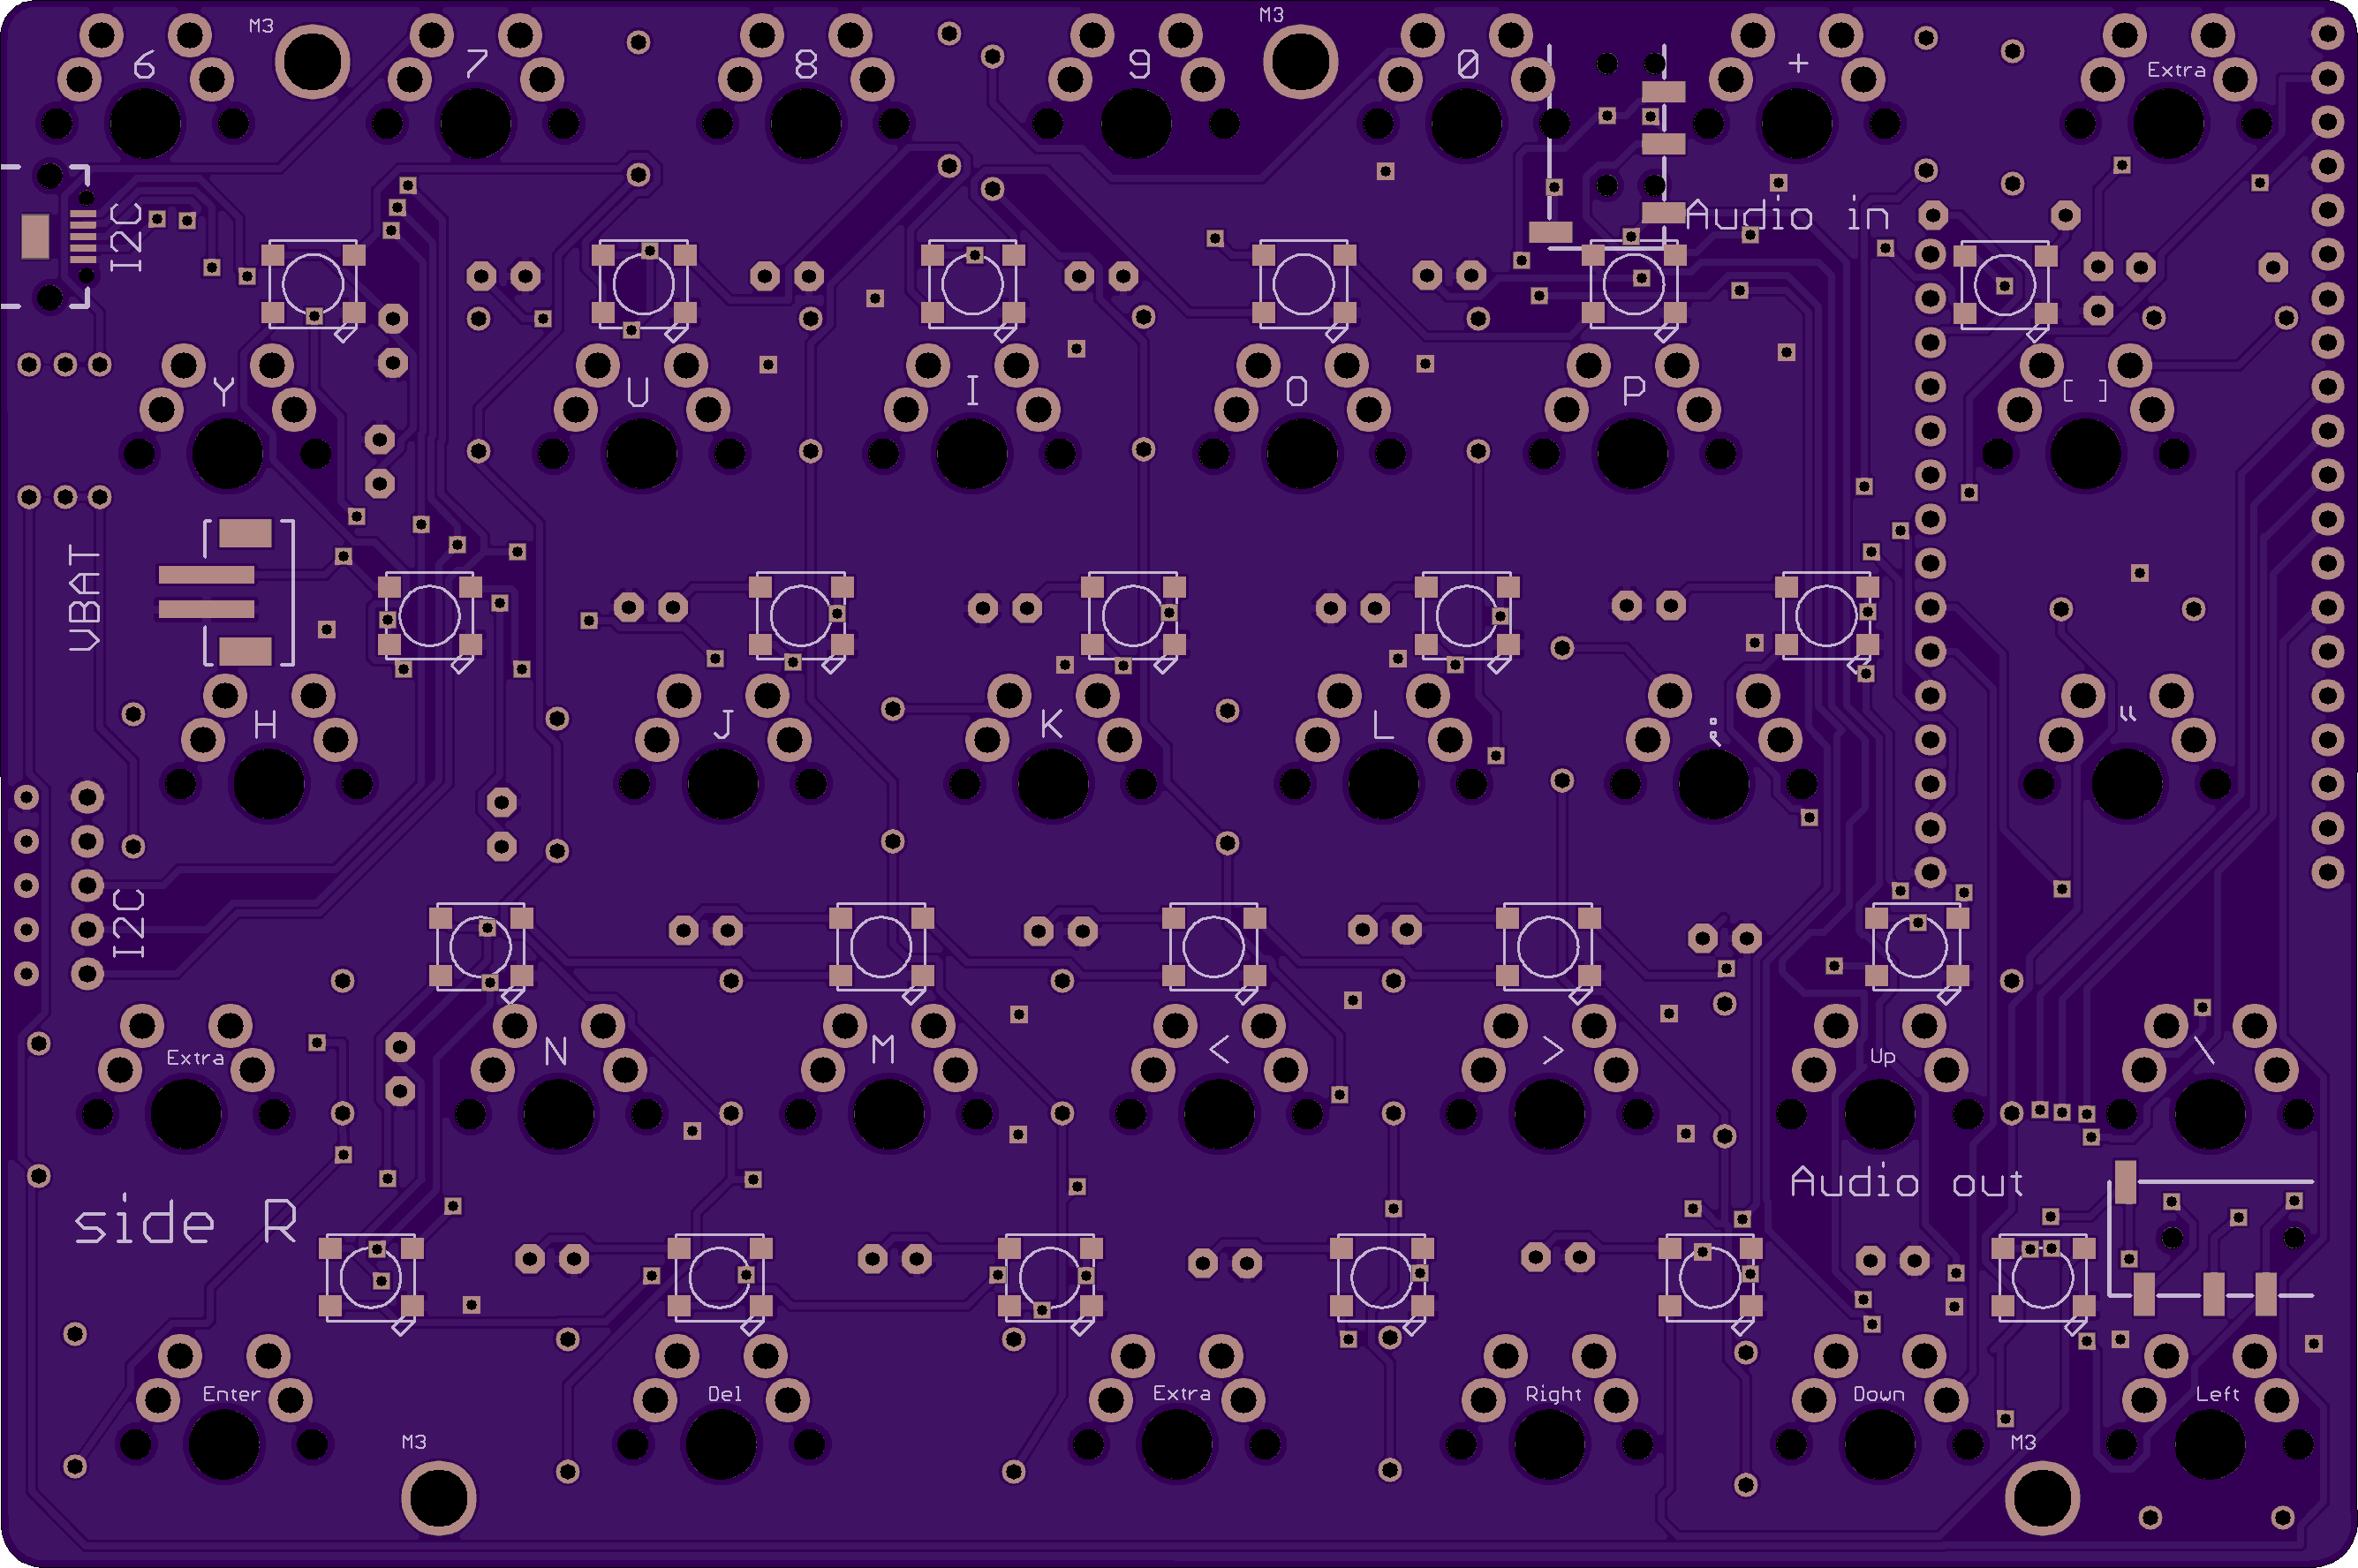 M3
M3
6
7
8
9
0
+
Extra
I2C
Audio in
Y
U
I
O
P
[ ]
VBAT
H
J
K
L
;
"
I2C
Extra
N
M
<
>
Up
\
side R
Audio out
Enter
Del
Extra
Right
Down
Left
M3
M3